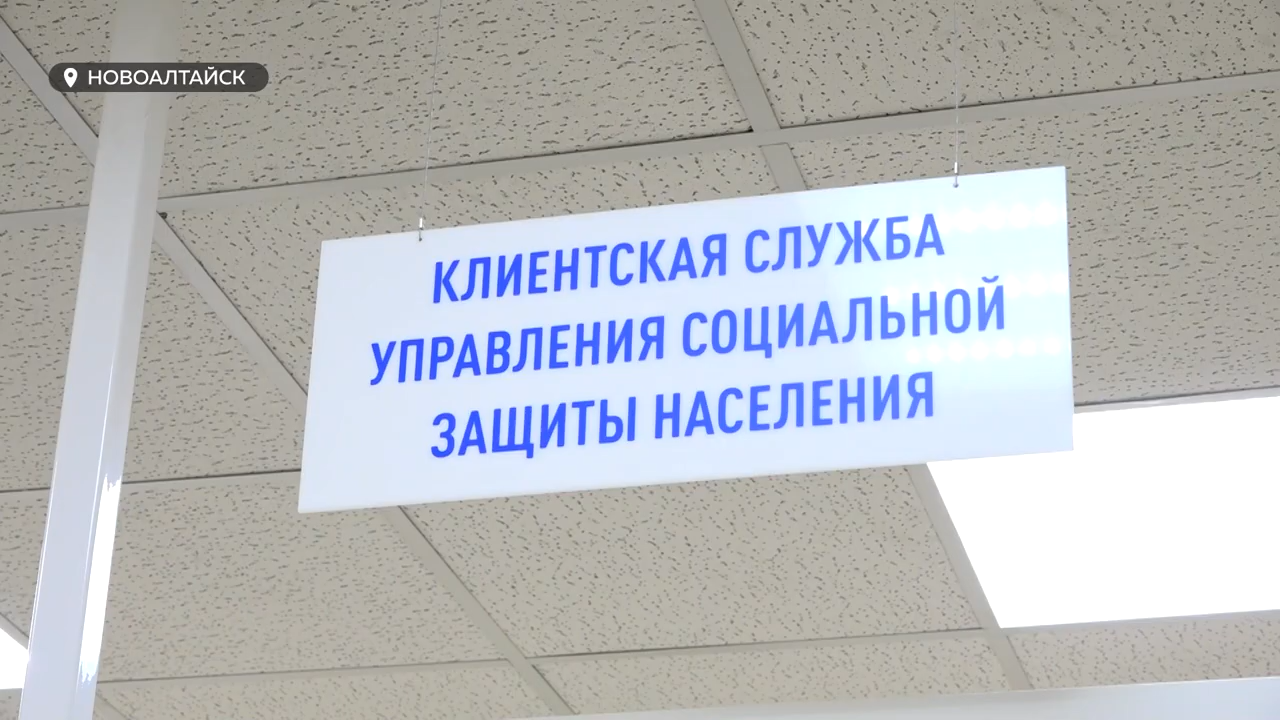 НОВОАЛТАЙСК
КЛИЕНТСКАЯ СЛУЖБА
УПРАВЛЕНИЯ СОЦИАЛЬНОЙ
ЗАЩИТЫ НАСЕЛЕНИЯ